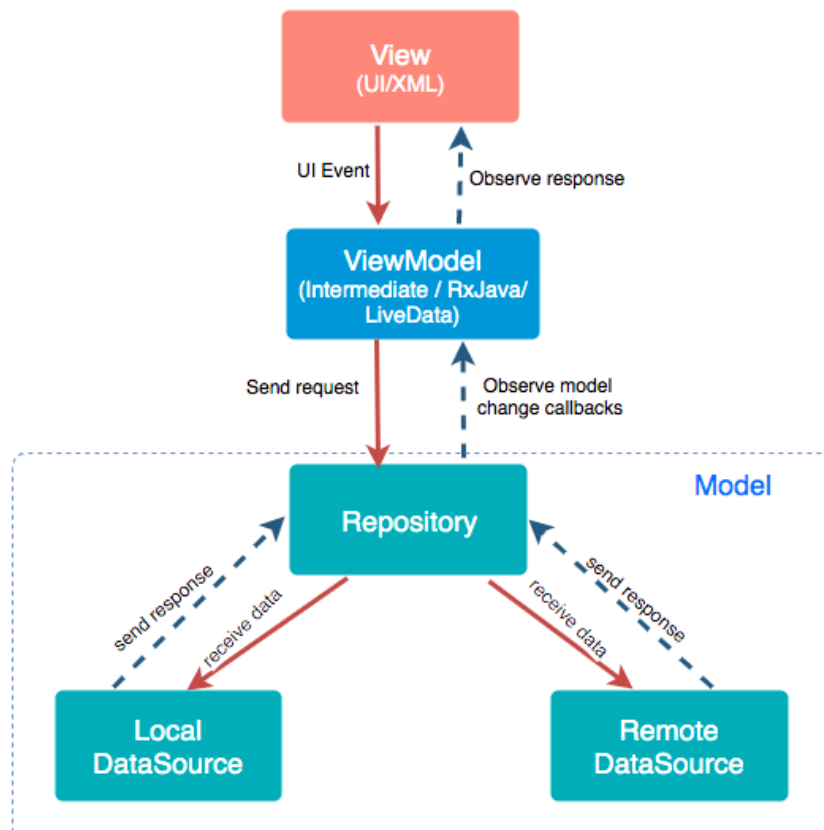 View
(UI/XML)
UI Event
Observe response
ViewModel
(Intermediate / RxJava/
LiveData)
Send request
Observe model
change callbacks
Model
Repository
send response
receive data
receive data
send response
Local
DataSource
Remote
DataSource